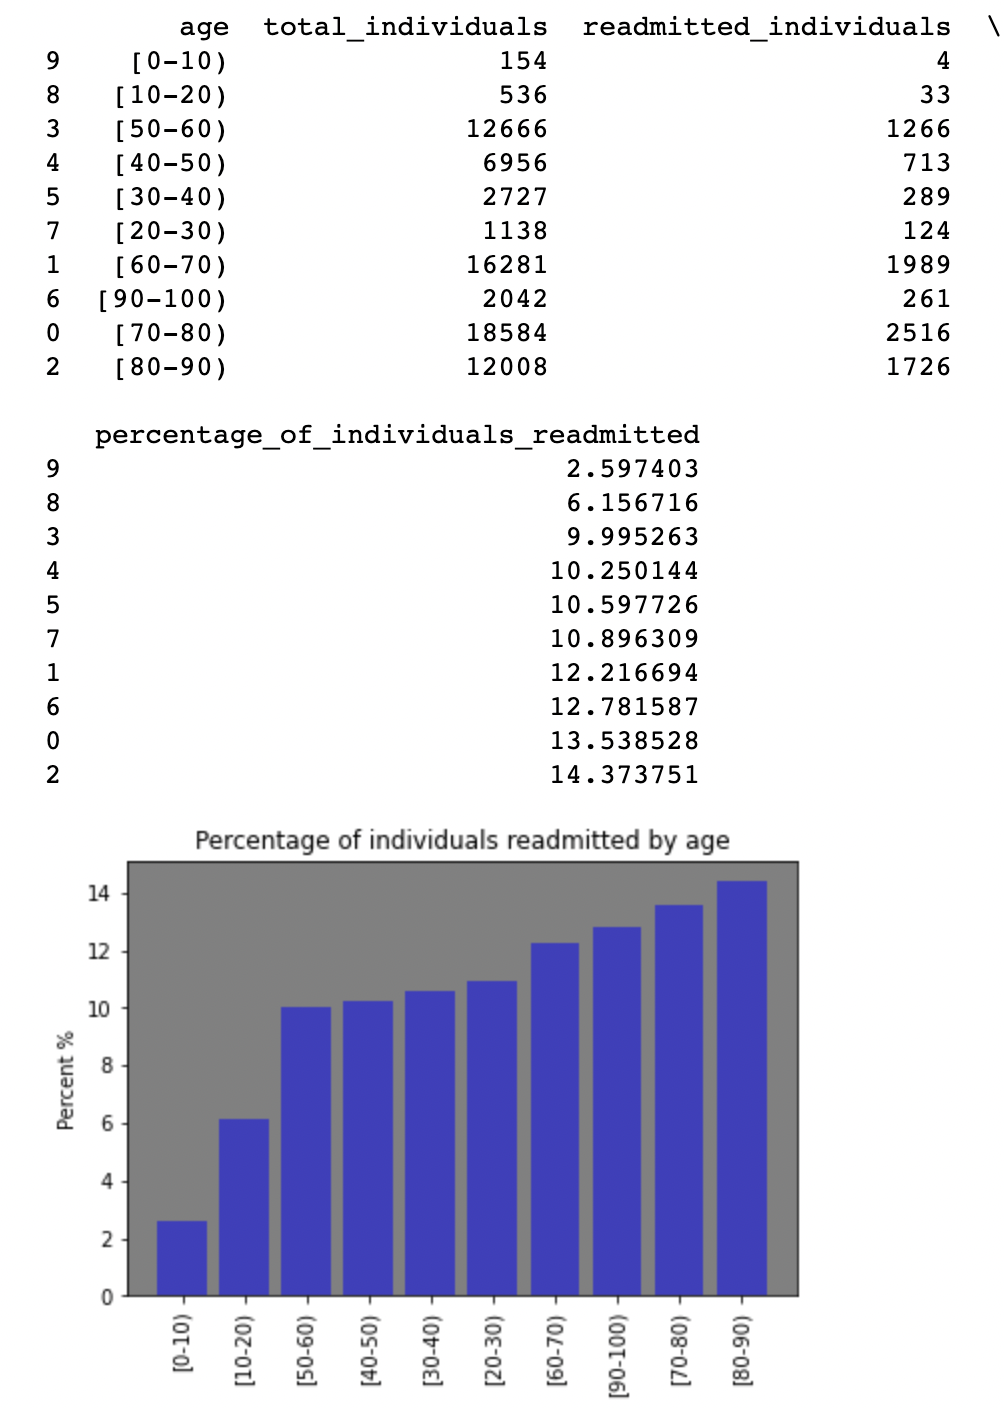 age total_individuals readmitted_individuals \
9 [0-10) 154 4
8 [10-20) 536 33
3 [50-60) 12666 1266
4 [40-50) 6956 713
5 [30-40) 2727 289
7 [20-30) 1138 124
1 [60-70) 16281 1989
6 [90-100) 2042 261
0 [70-80) 18584 2516
2 [80-90) 12008 1726
percentage_of_individuals_readmitted
9 2.597403
8 6.156716
3 9.995263
4 10.250144
5 10.597726
7 10.896309
1 12.216694
6 12.781587
0 13.538528
2 14.373751
Percentage of individuals readmitted by age
14
12
10
8
6
4
2
0
Percent %
[0-10)
[10-20)
[50-60)
[40-50)
[30-40)
[20-30)
[60-70)
[90-100)
[70-80)
[80-90)